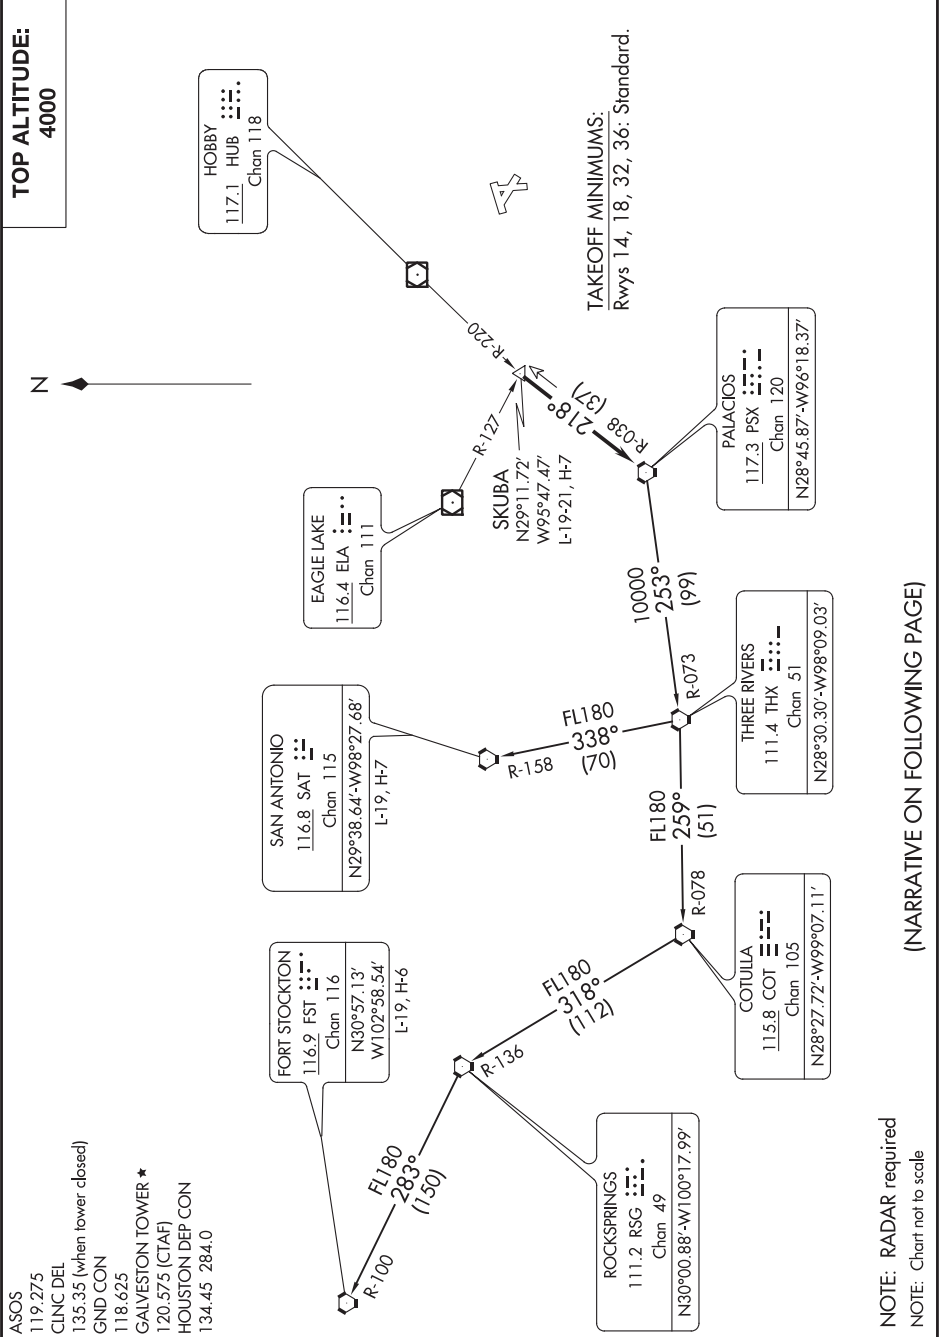 TOP ALTITUDE:
4000
ASOS
119.275
CLNC DEL
135.35 (when tower closed)
GND CON
118.625
GALVESTON TOWER ★
120.575 (CTAF)
HOUSTON DEP CON
134.45 284.0
N
HOBBY
117.1 HUB
Chan 118
EAGLE LAKE
116.4 ELA
Chan 111
SAN ANTONIO
116.8 SAT
Chan 115
N29°38.64'-W98°27.68'
L-19, H-7
FORT STOCKTON
116.9 FST
Chan 116
N30°57.13'
W102°58.54'
L-19, H-6
R-220
R-127
SKUBA
N29°11.72'
W95°47.47'
L-19-21, H-7
218°
(37)
R-038
TAKEOFF MINIMUMS:
Rwys 14, 18, 32, 36: Standard.
PALACIOS
117.3 PSX
Chan 120
N28°45.87'-W96°18.37'
10000
253°
(99)
R-073
FL180
338°
(70)
R-158
THREE RIVERS
111.4 THX
Chan 51
N28°30.30'-W98°09.03'
FL180
259°
(51)
R-078
COTULLA
115.8 COT
Chan 105
N28°27.72'-W99°07.11'
FL180
318°
(112)
R-136
ROCKSPRINGS
111.2 RSG
Chan 49
N30°00.88'-W100°17.99'
FL180
283°
(150)
R-100
NOTE: RADAR required
NOTE: Chart not to scale
(NARRATIVE ON FOLLOWING PAGE)